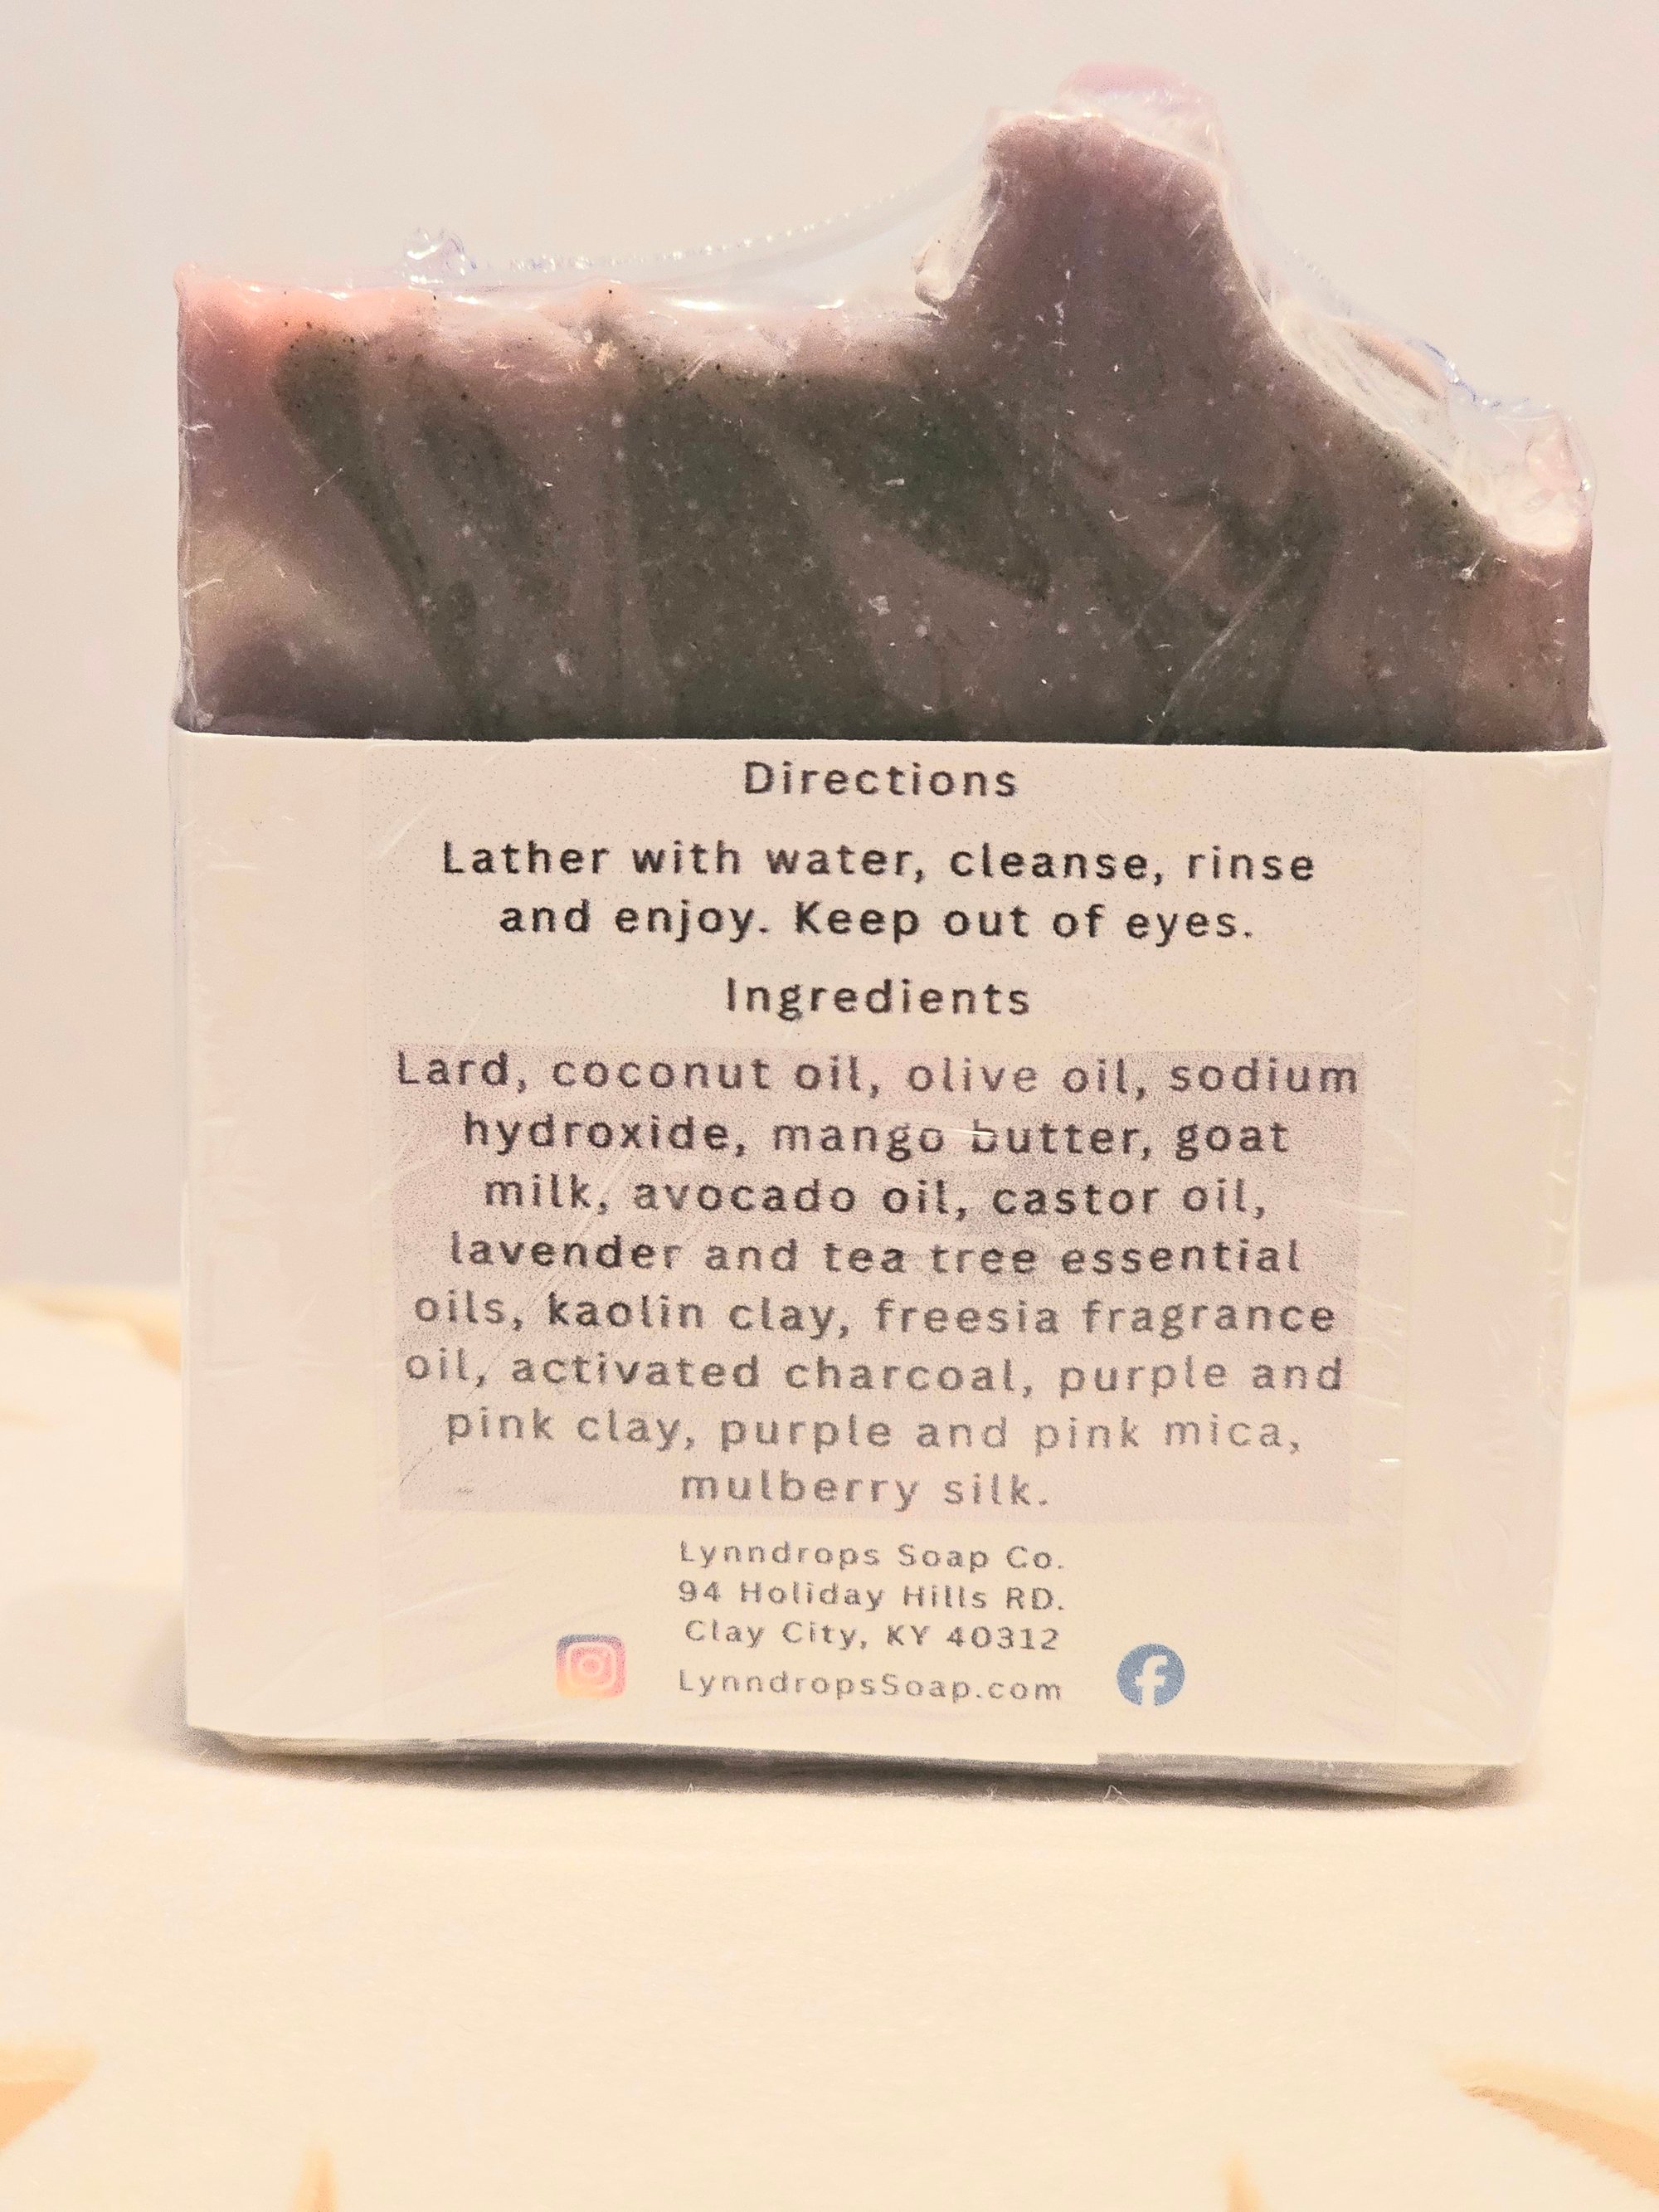 Directions
Lather with water, cleanse, rinse
and enjoy. Keep out of eyes.
Ingredients
Lard, coconut oil, olive oil, sodium
hydroxide, mango butter, goat
milk, avocado oil, castor oil,
lavender and tea tree essential
oils, kaolin clay, freesia fragrance
oil, activated charcoal, purple and
pink clay, purple and pink mica,
mulberry silk.
Lynndrops Soap Co.
94 Holiday Hills RD.
Clay City, KY 40312
LynndropsSoap.com